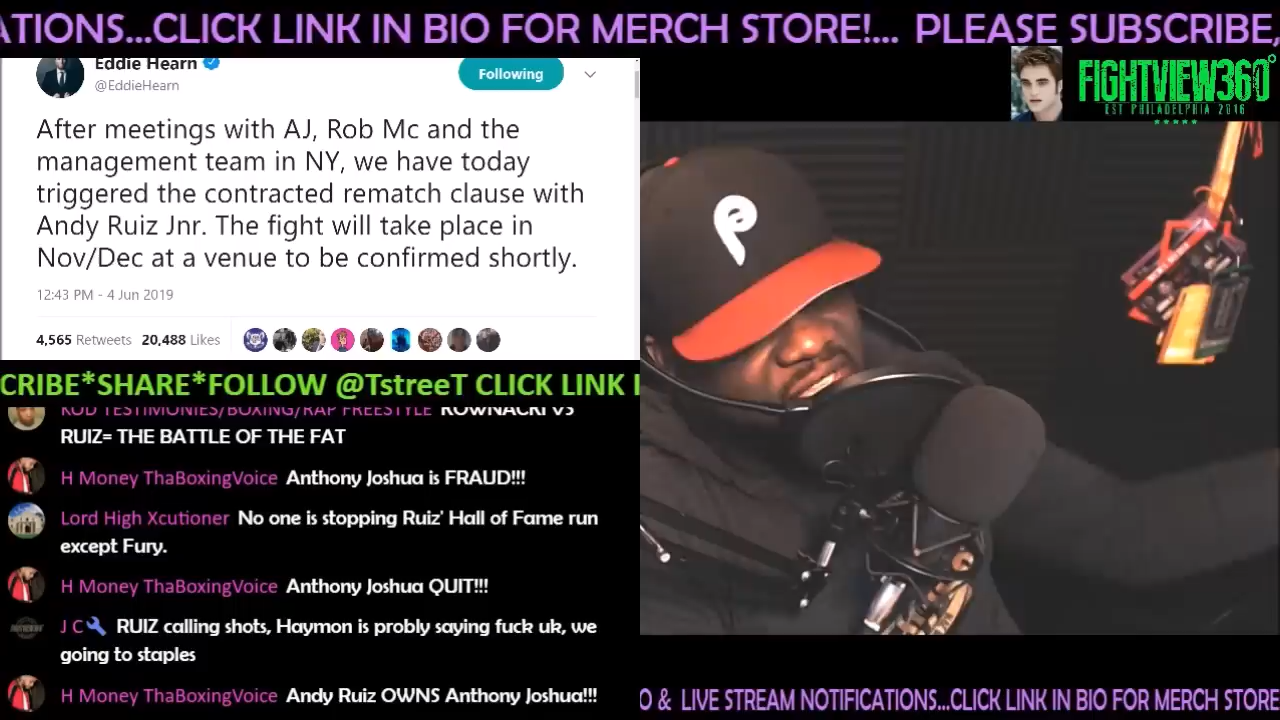 ATIONS...CLICK LINK IN BIO FOR MERCH STORE!... PLEASE SUBSCRIBE,
Eddie Hearn
@EddieHearn
Following
FIGHTVIEW360°
EST PHILADELPHIA 2016
After meetings with AJ, Rob Mc and the
management team in NY, we have today
triggered the contracted rematch clause with
Andy Ruiz Jnr. The fight will take place in
Nov/Dec at a venue to be confirmed shortly.
12:43 PM - 4 Jun 2019
4,565 Retweets 20,488 Likes
CRIBE*SHARE*FOLLOW @TstreeT CLICK LINK
KOD TESTIMONIES/BOXING/RAP FREESTYLE KOWNACKI VS
RUIZ= THE BATTLE OF THE FAT
H Money ThaBoxingVoice Anthony Joshua is FRAUD!!!
Lord High Xcutioner No one is stopping Ruiz' Hall of Fame run
except Fury.
H Money ThaBoxingVoice Anthony Joshua QUIT!!!
J C RUIZ calling shots, Haymon is probly saying fuck uk, we
going to staples
H Money ThaBoxingVoice Andy Ruiz OWNS Anthony Joshua!!!
P
O & LIVE STREAM NOTIFICATIONS...CLICK LINK IN BIO FOR MERCH STORE